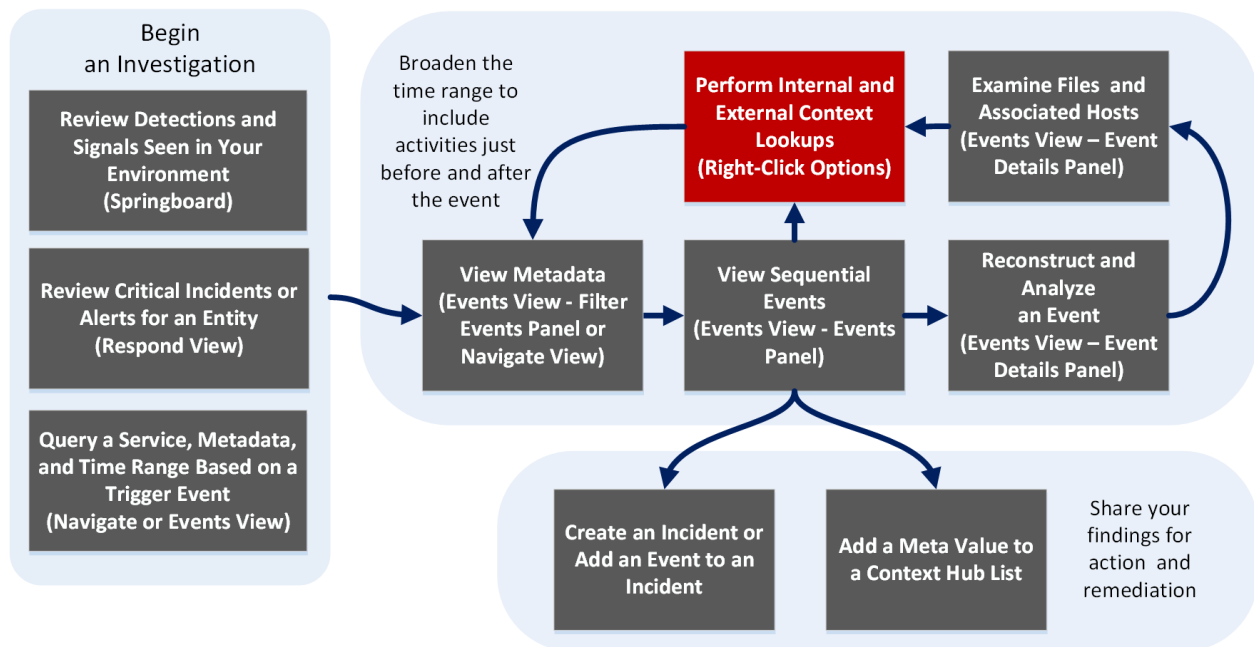 Begin
an Investigation
Review Detections and
Signals Seen in Your
Environment
(Springboard)
Review Critical Incidents or
Alerts for an Entity
(Respond View)
Query a Service, Metadata,
and Time Range Based on a
Trigger Event
(Navigate or Events View)
Broaden the
time range to
include
activities just
before and after
the event
Perform Internal and
External Context
Lookups
(Right-Click Options)
Examine Files and
Associated Hosts
(Events View – Event
Details Panel)
View Metadata
(Events View - Filter
Events Panel or
Navigate View)
View Sequential
Events
(Events View - Events
Panel)
Reconstruct and
Analyze
an Event
(Events View – Event
Details Panel)
Create an Incident or
Add an Event to an
Incident
Add a Meta Value to
a Context Hub List
Share your
findings for
action and
remediation